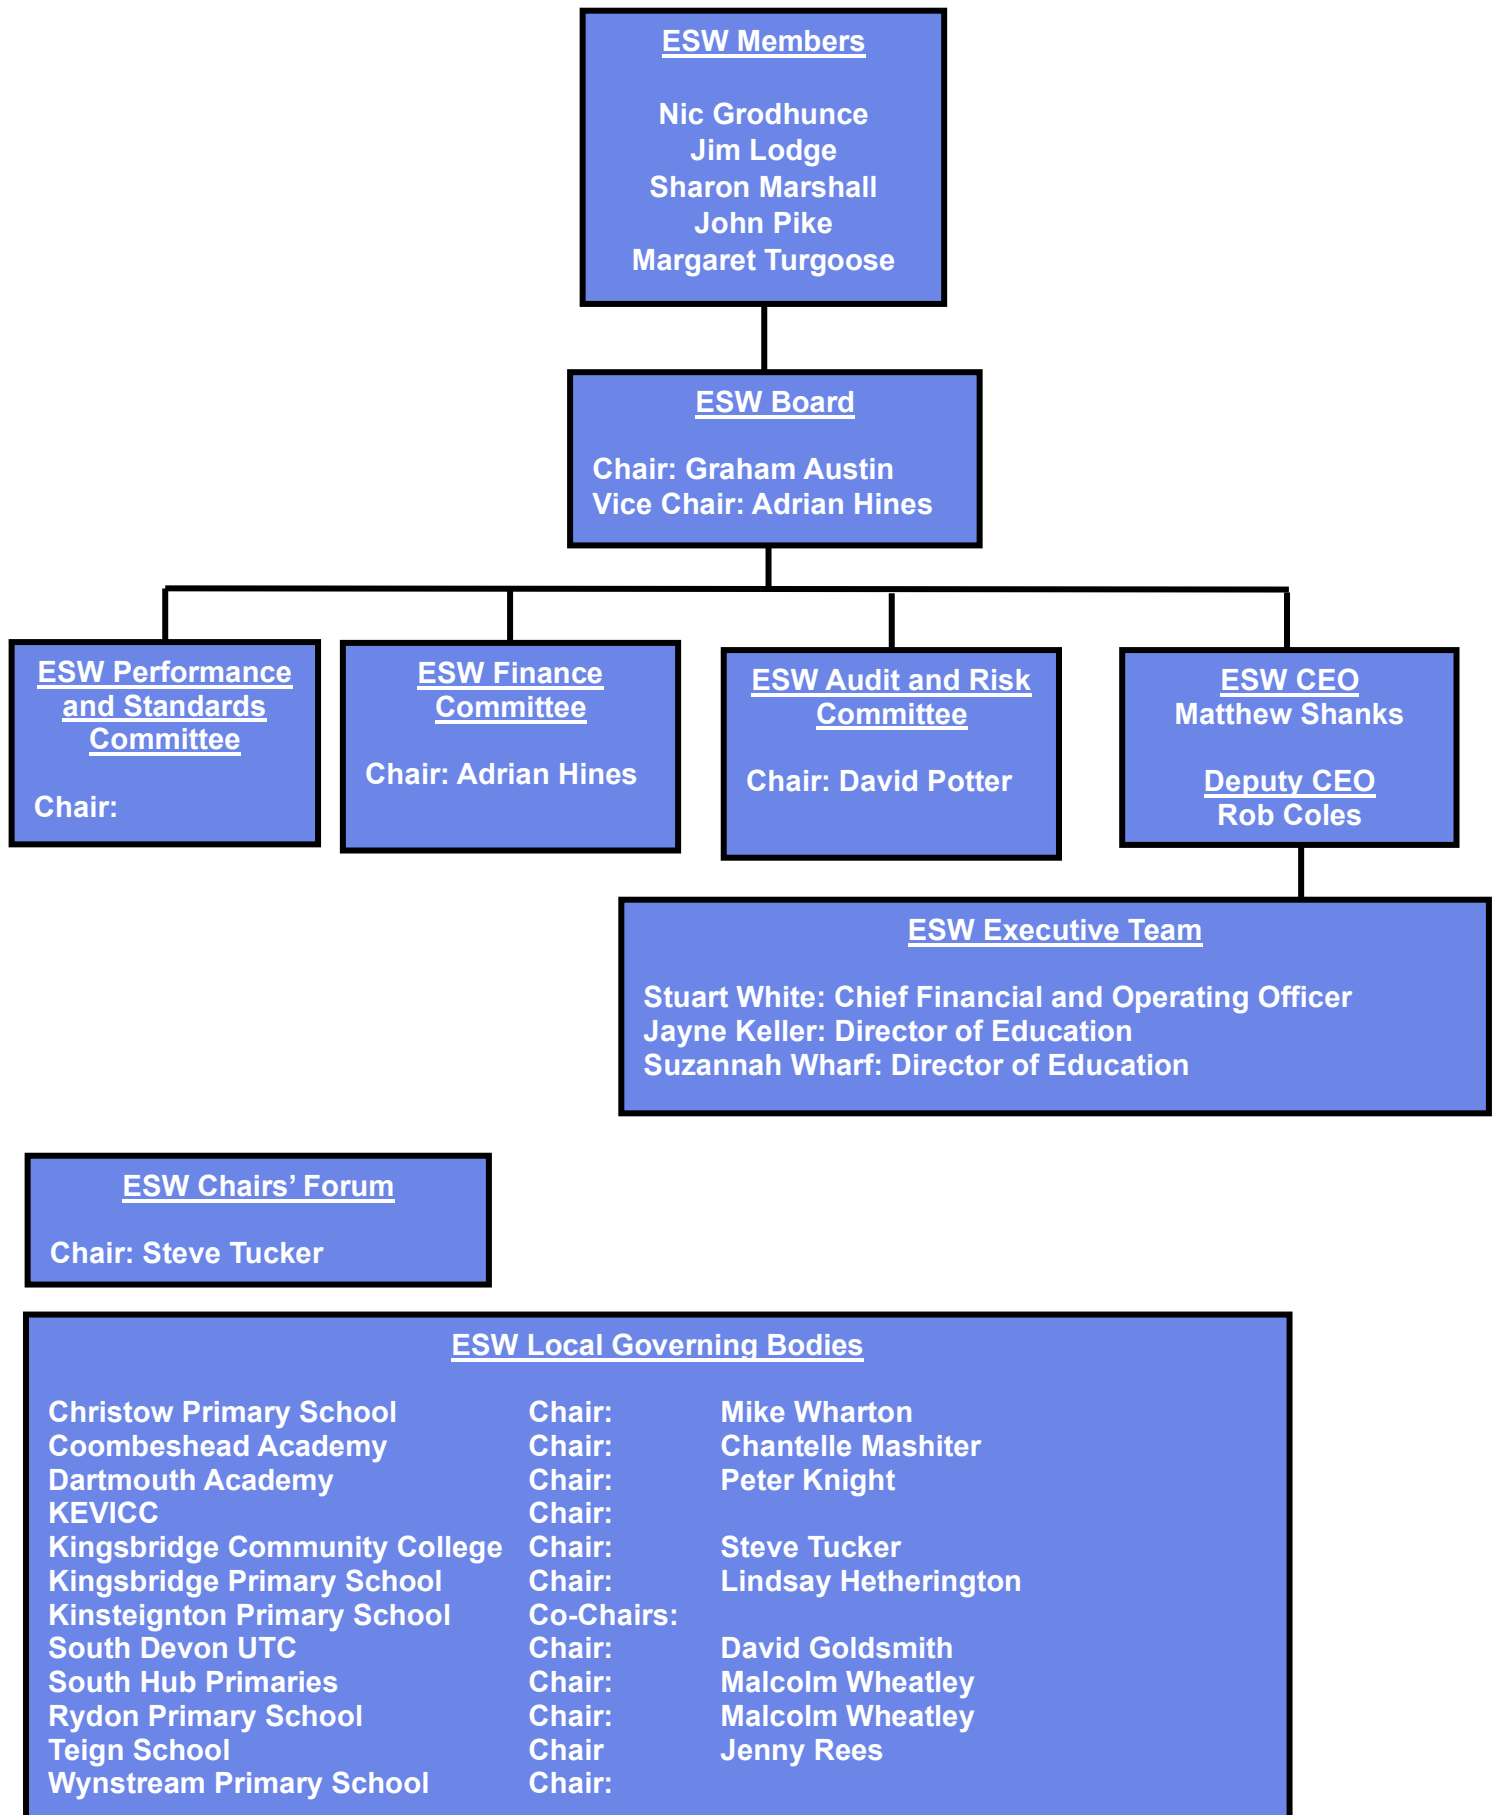 ESW Members
Nic Grodhunce
Jim Lodge
Sharon Marshall
John Pike
Margaret Turgoose
ESW Board
Chair: Graham Austin
Vice Chair: Adrian Hines
ESW Performance
and Standards
Committee
Chair:
ESW Finance
Committee
Chair: Adrian Hines
ESW Audit and Risk
Committee
Chair: David Potter
ESW CEO
Matthew Shanks
Deputy CEO
Rob Coles
ESW Executive Team
Stuart White: Chief Financial and Operating Officer
Jayne Keller: Director of Education
Suzannah Wharf: Director of Education
ESW Chairs’ Forum
Chair: Steve Tucker
ESW Local Governing Bodies
Christow Primary School Chair: Mike Wharton
Coombeshead Academy Chair: Chantelle Mashiter
Dartmouth Academy Chair: Peter Knight
KEVICC Chair:
Kingsbridge Community College Chair: Steve Tucker
Kingsbridge Primary School Chair: Lindsay Hetherington
Kinsteignton Primary School Co-Chairs:
South Devon UTC Chair: David Goldsmith
South Hub Primaries Chair: Malcolm Wheatley
Rydon Primary School Chair: Malcolm Wheatley
Teign School Chair Jenny Rees
Wynstream Primary School Chair: